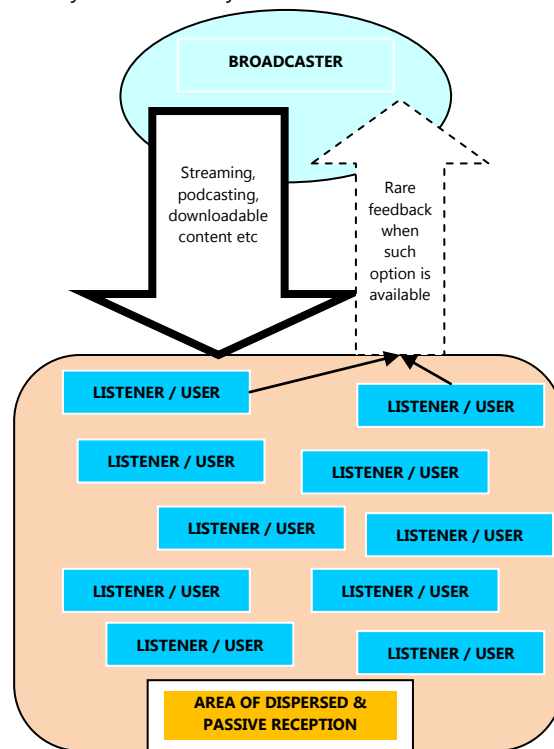 BROADCASTER
Streaming,
podcasting,
downloadable
content etc
Rare
feedback
when
such
option is
available
LISTENER / USER
LISTENER / USER
LISTENER / USER
LISTENER / USER
LISTENER / USER
LISTENER / USER
LISTENER / USER
LISTENER / USER
LISTENER / USER
LISTENER / USER
AREA OF DISPERSED &
PASSIVE RECEPTION